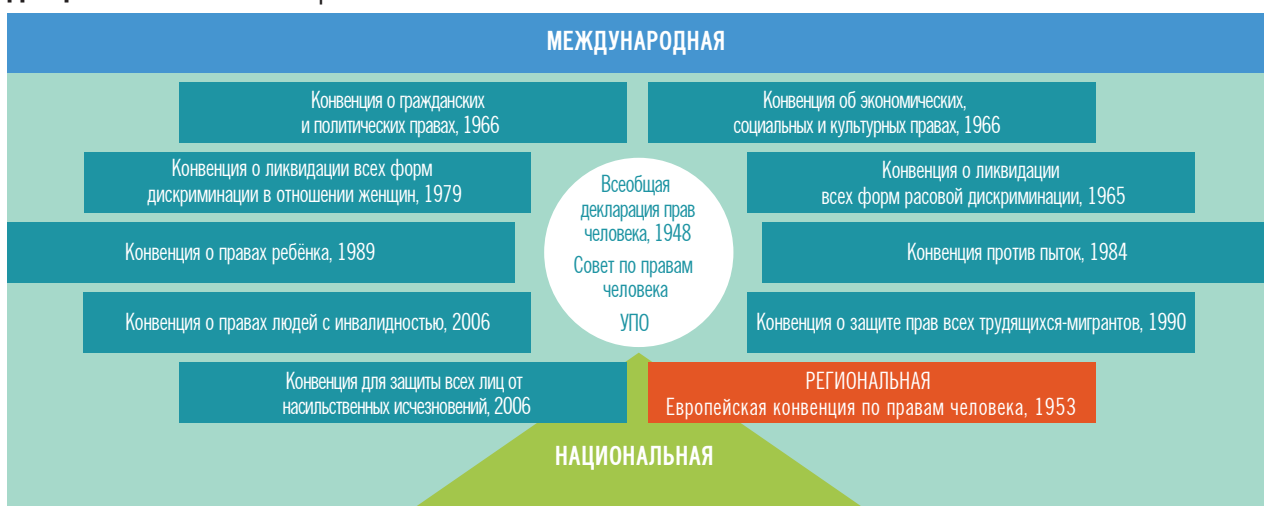 МЕЖДУНАРОДНАЯ
Конвенция о гражданских
и политических правах, 1966
Конвенция об экономических,
социальных и культурных правах, 1966
Конвенция о ликвидации всех форм
дискриминации в отношении женщин, 1979
Конвенция о ликвидации
всех форм расовой дискриминации, 1965
Всеобщая
декларация прав
человека, 1948
Совет по правам
человека
УПО
Конвенция о правах ребёнка, 1989
Конвенция против пыток, 1984
Конвенция о правах людей с инвалидностью, 2006
Конвенция о защите прав всех трудящихся-мигрантов, 1990
Конвенция для защиты всех лиц от
насильственных исчезновений, 2006
РЕГИОНАЛЬНАЯ
Европейская конвенция по правам человека, 1953
НАЦИОНАЛЬНАЯ